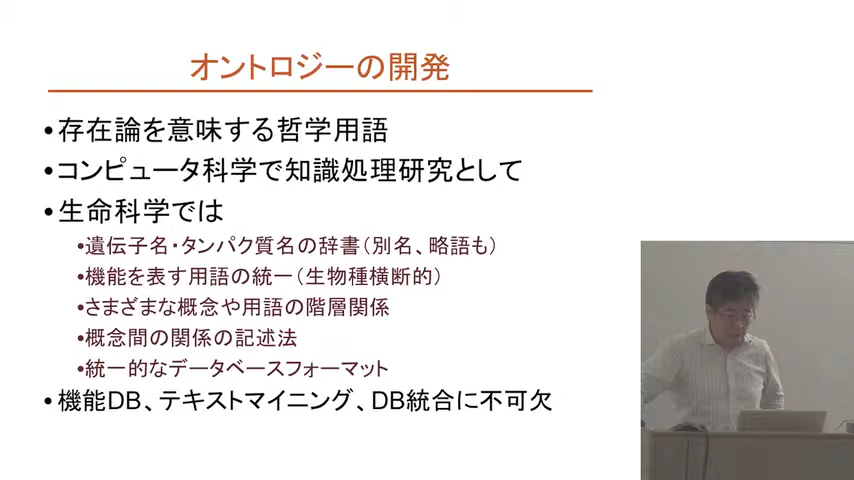 オントロジーの開発
•存在論を意味する哲学用語
•コンピュータ科学で知識処理研究として
•生命科学では
•遺伝子名・タンパク質名の辞書(別名、略語も)
•機能を表す用語の統一(生物種横断的)
•さまざまな概念や用語の階層関係
•概念間の関係の記述法
•統一的なデータベースフォーマット
•機能DB、テキストマイニング、DB統合に不可欠